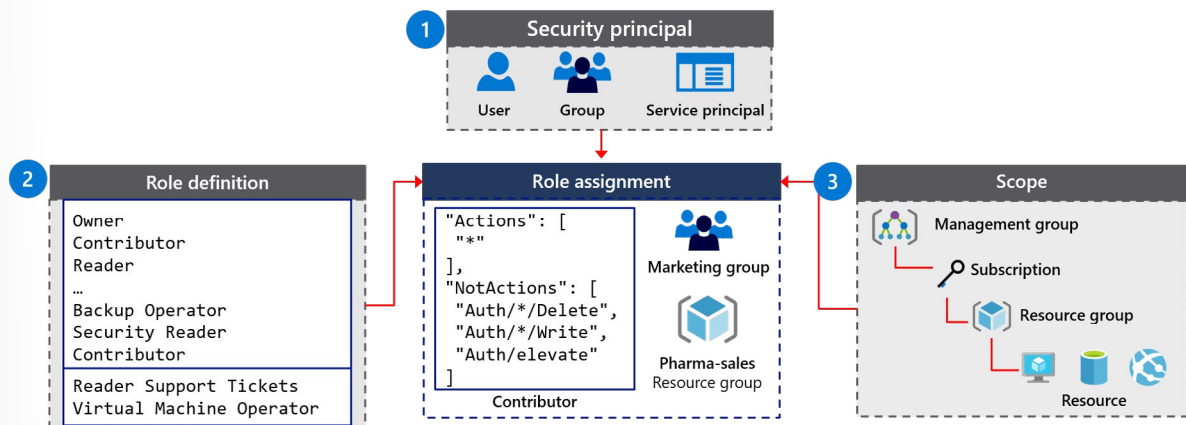 1
Security principal
User
Group
Service principal
2
Role definition
Owner
Contributor
Reader
…
Backup Operator
Security Reader
Contributor
Reader Support Tickets
Virtual Machine Operator
Role assignment
"Actions": [
"*"
],
"NotActions": [
"Auth/*/Delete",
"Auth/*/Write",
"Auth/elevate"
]
Contributor
Marketing group
Pharma-sales
Resource group
3
Scope
Management group
Subscription
Resource group
Resource